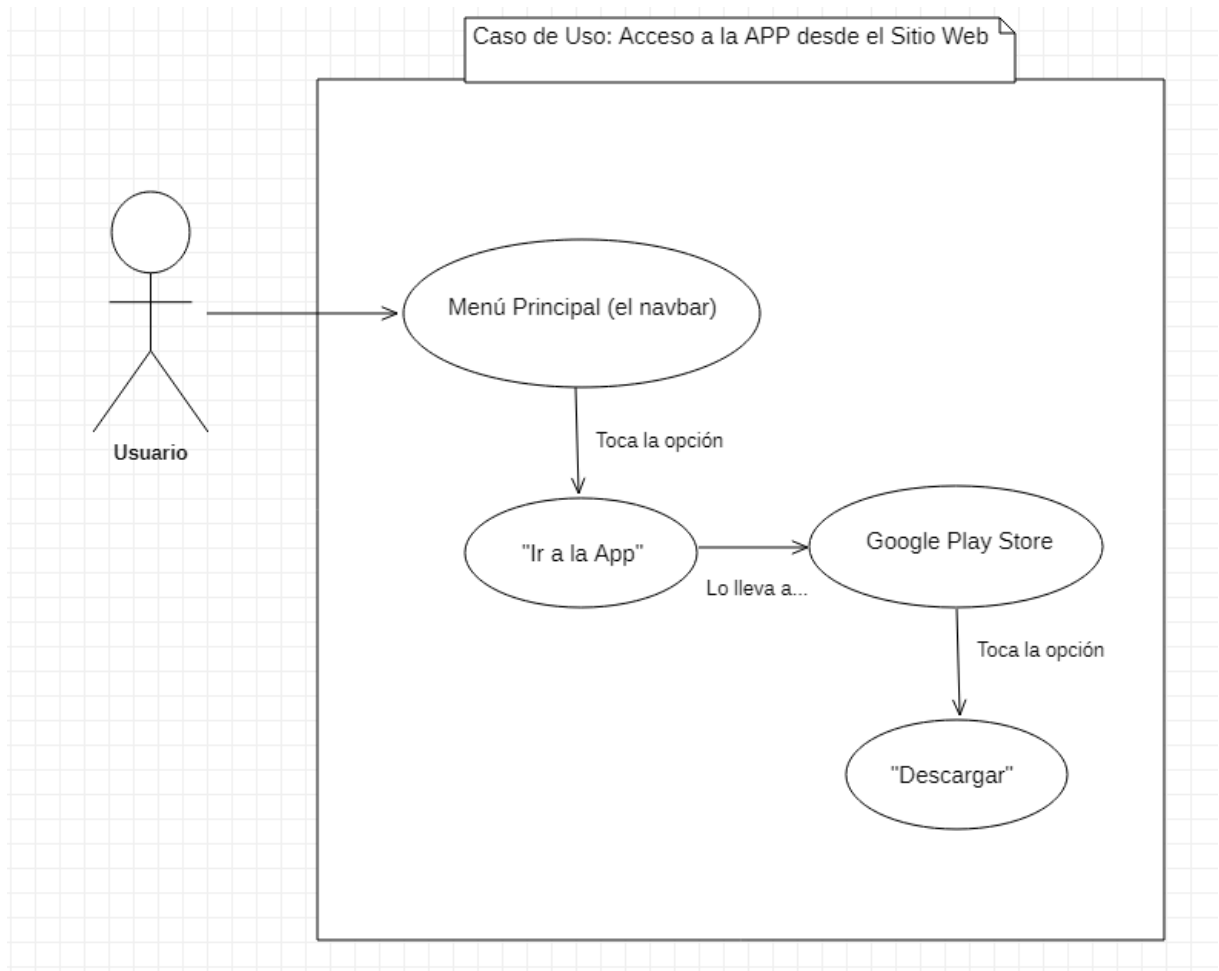 Caso de Uso: Acceso a la APP desde el Sitio Web
Menú Principal (el navbar)
Usuario
Toca la opción
"Ir a la App"
Lo lleva a...
Google Play Store
Toca la opción
"Descargar"